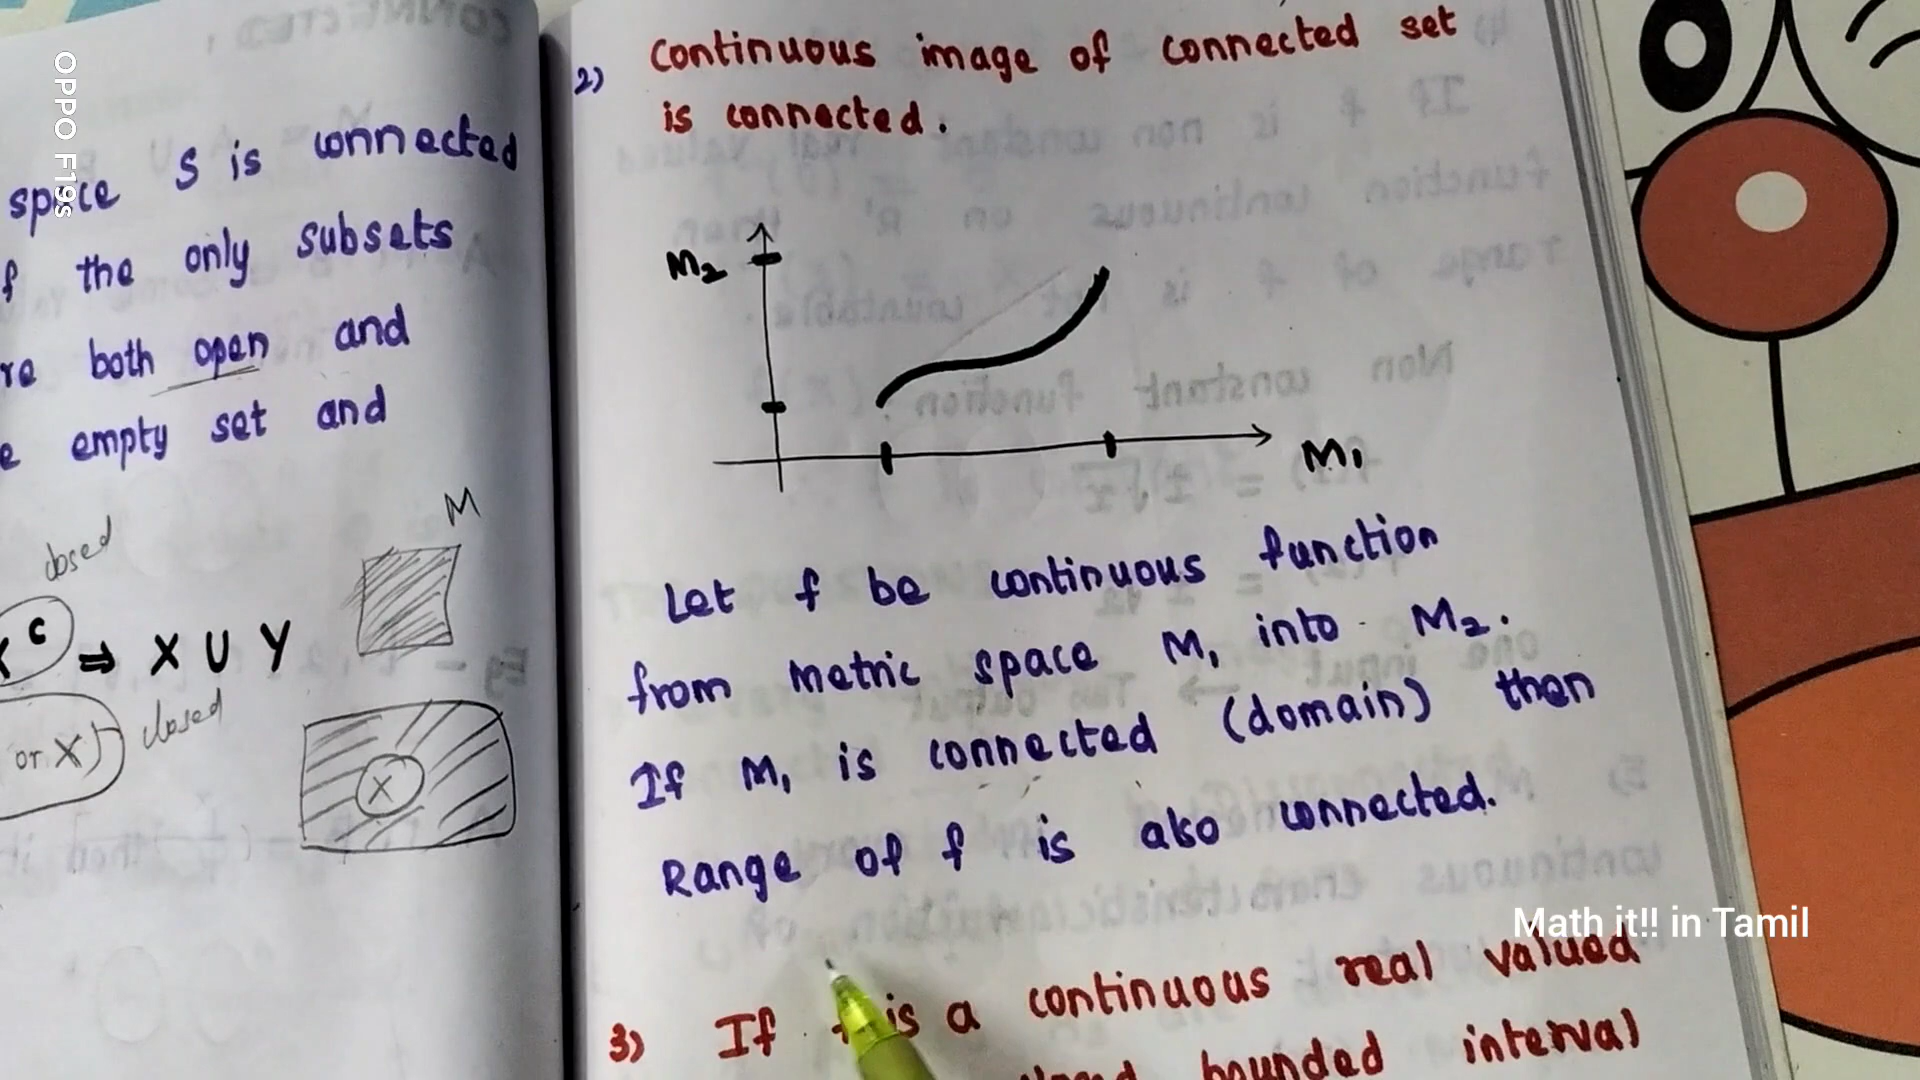 OPPO F19s
space S is connected
f the only subsets
re both open and
e empty set and
closed
M
C ⇒ X U Y
or X) closed
X
2) Continuous image of connected set
is connected.
M₂
M₁
Let f be continuous function
from metric space M₁ into M₂.
If M₁ is connected (domain) then
Range of f is also connected.
Math it!! in Tamil
3) If is a continuous real valued
bounded interval